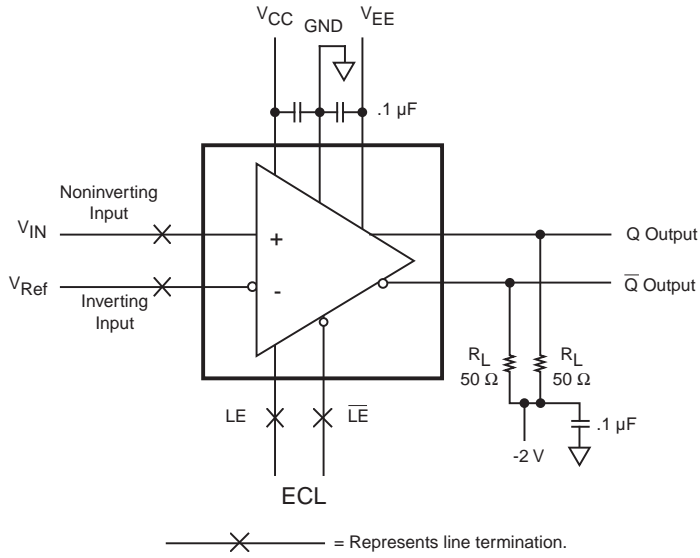 VCC
GND
VEE
.1 µF
Noninverting
Input
VIN
+
Q Output
VRef
-
Q̅ Output
Inverting
Input
RL
50 Ω
RL
50 Ω
LE
L̅E̅
.1 µF
-2 V
ECL
= Represents line termination.